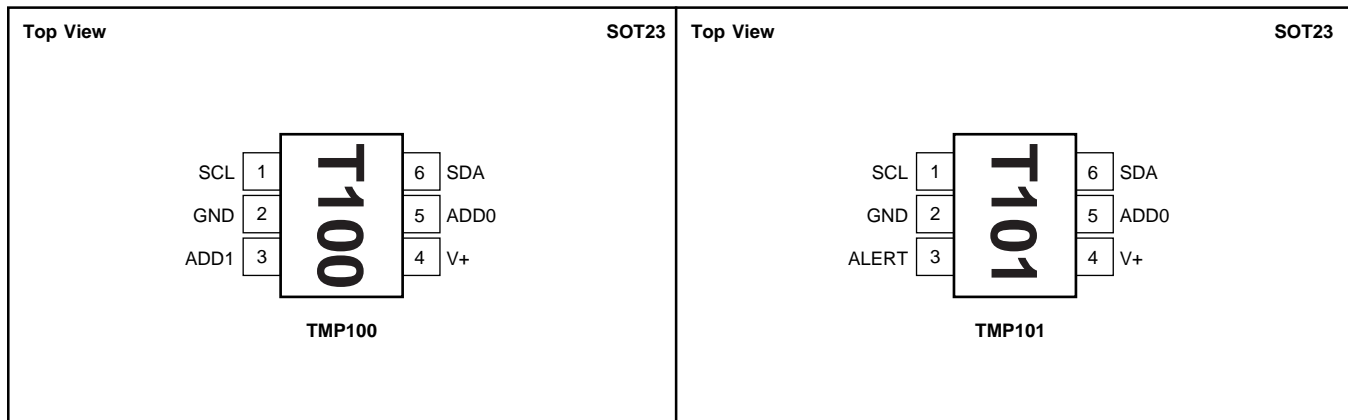 Top View SOT23
SCL 1 T100 6 SDA
GND 2 5 ADD0
ADD1 3 4 V+
TMP100
Top View SOT23
SCL 1 T101 6 SDA
GND 2 5 ADD0
ALERT 3 4 V+
TMP101